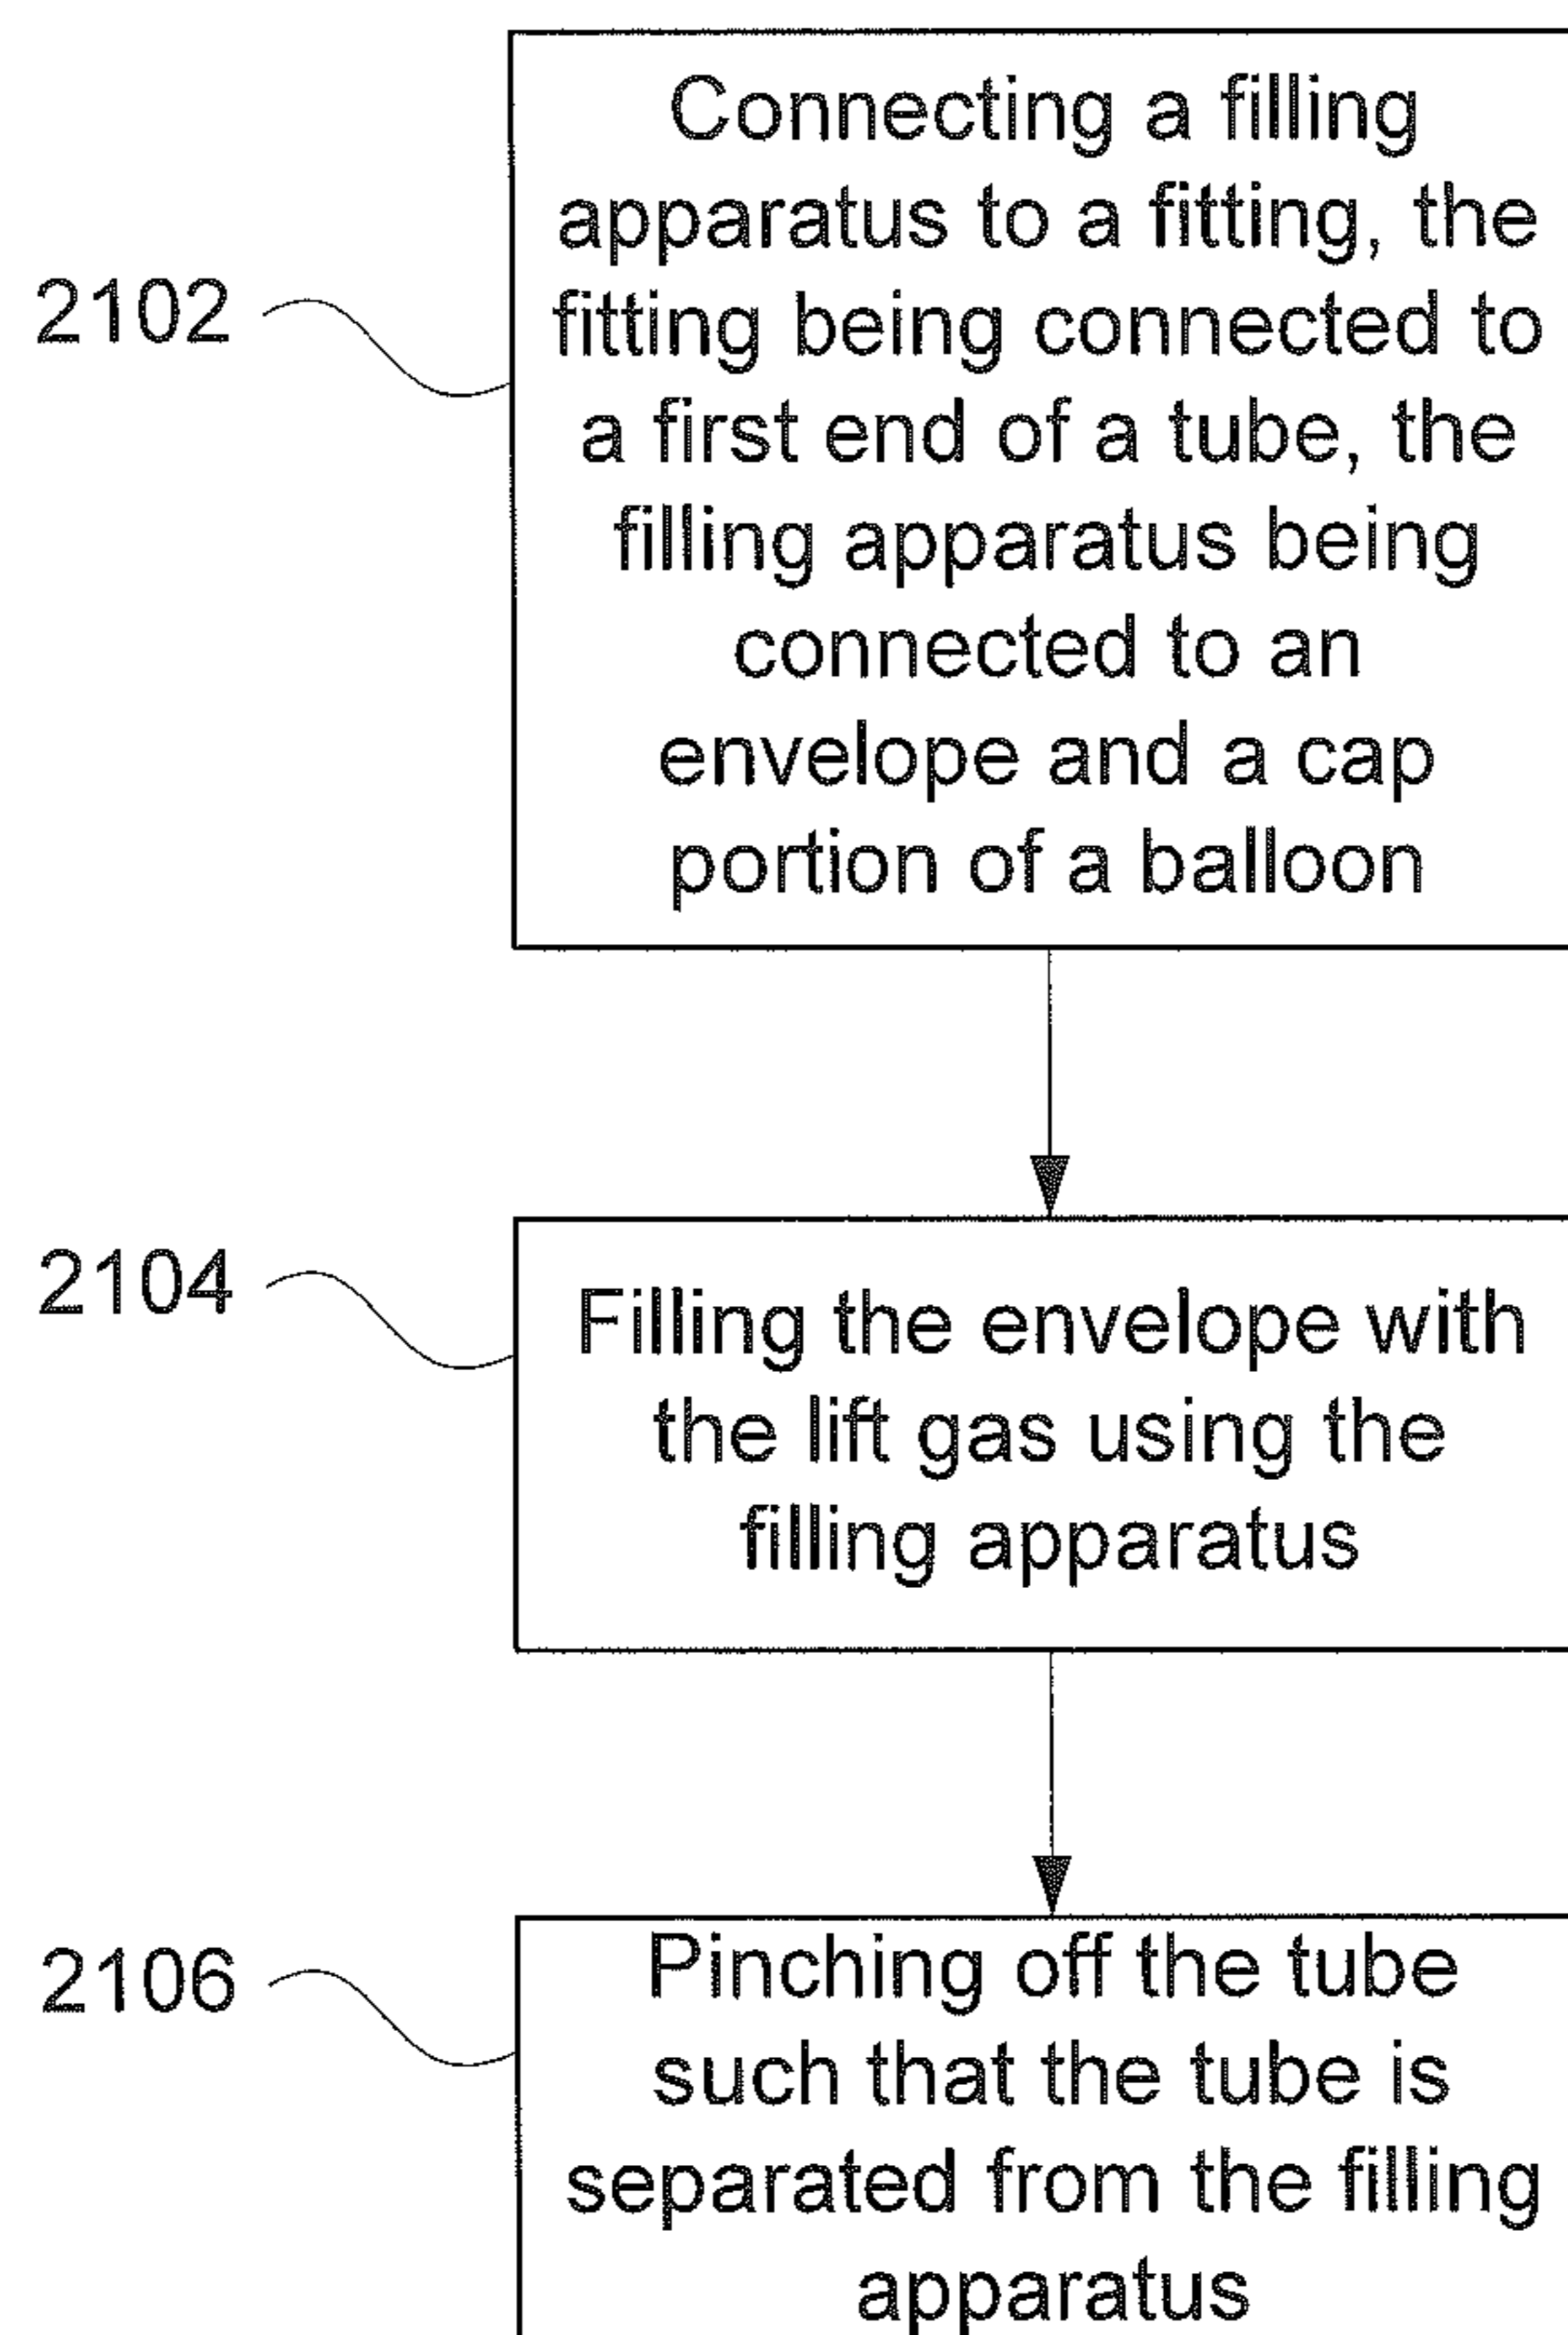 Connecting a filling
apparatus to a fitting, the
2102
fitting being connected to
a first end of a tube, the
filling apparatus being
connected to an
envelope and a cap
portion of a balloon
2104
Filling the envelope with
the lift gas using the
filling apparatus
2106
Pinching off the tube
such that the tube is
separated from the filling
apparatus